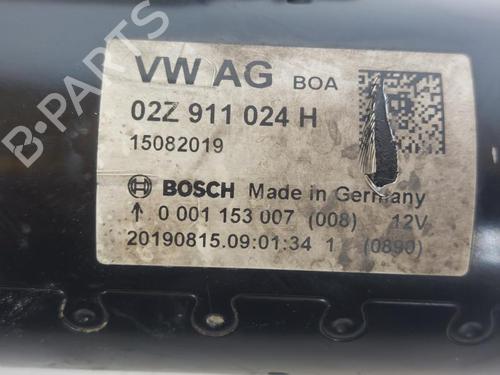 VW AG BOA
02Z 911 024 H
15082019
BOSCH Made in Germany
↑ 0 001 153 007 (008) 12V
20190815.09:01:34 1 (0890)
B-PARTS